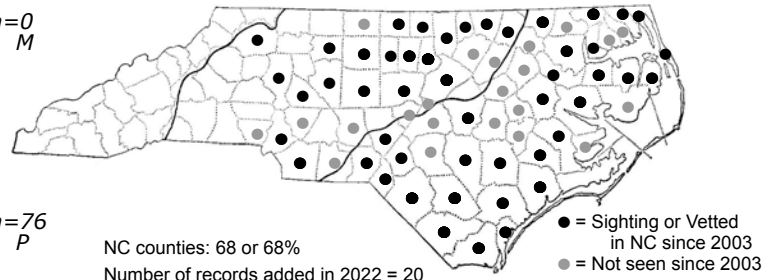 n=0
M
n=76
P
NC counties: 68 or 68%
Number of records added in 2022 = 20
● = Sighting or Vetted
in NC since 2003
● = Not seen since 2003